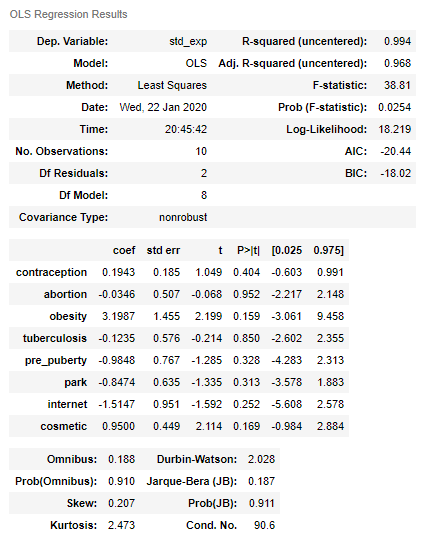 OLS Regression Results
Dep. Variable: std_exp R-squared (uncentered): 0.994
Model: OLS Adj. R-squared (uncentered): 0.968
Method: Least Squares F-statistic: 38.81
Date: Wed, 22 Jan 2020 Prob (F-statistic): 0.0254
Time: 20:45:42 Log-Likelihood: 18.219
No. Observations: 10 AIC: -20.44
Df Residuals: 2 BIC: -18.02
Df Model: 8
Covariance Type: nonrobust
coef std err t P>|t| [0.025 0.975]
contraception 0.1943 0.185 1.049 0.404 -0.603 0.991
abortion -0.0346 0.507 -0.068 0.952 -2.217 2.148
obesity 3.1987 1.455 2.199 0.159 -3.061 9.458
tuberculosis -0.1235 0.576 -0.214 0.850 -2.602 2.355
pre_puberty -0.9848 0.767 -1.285 0.328 -4.283 2.313
park -0.8474 0.635 -1.335 0.313 -3.578 1.883
internet -1.5147 0.951 -1.592 0.252 -5.608 2.578
cosmetic 0.9500 0.449 2.114 0.169 -0.984 2.884
Omnibus: 0.188 Durbin-Watson: 2.028
Prob(Omnibus): 0.910 Jarque-Bera (JB): 0.187
Skew: 0.207 Prob(JB): 0.911
Kurtosis: 2.473 Cond. No. 90.6